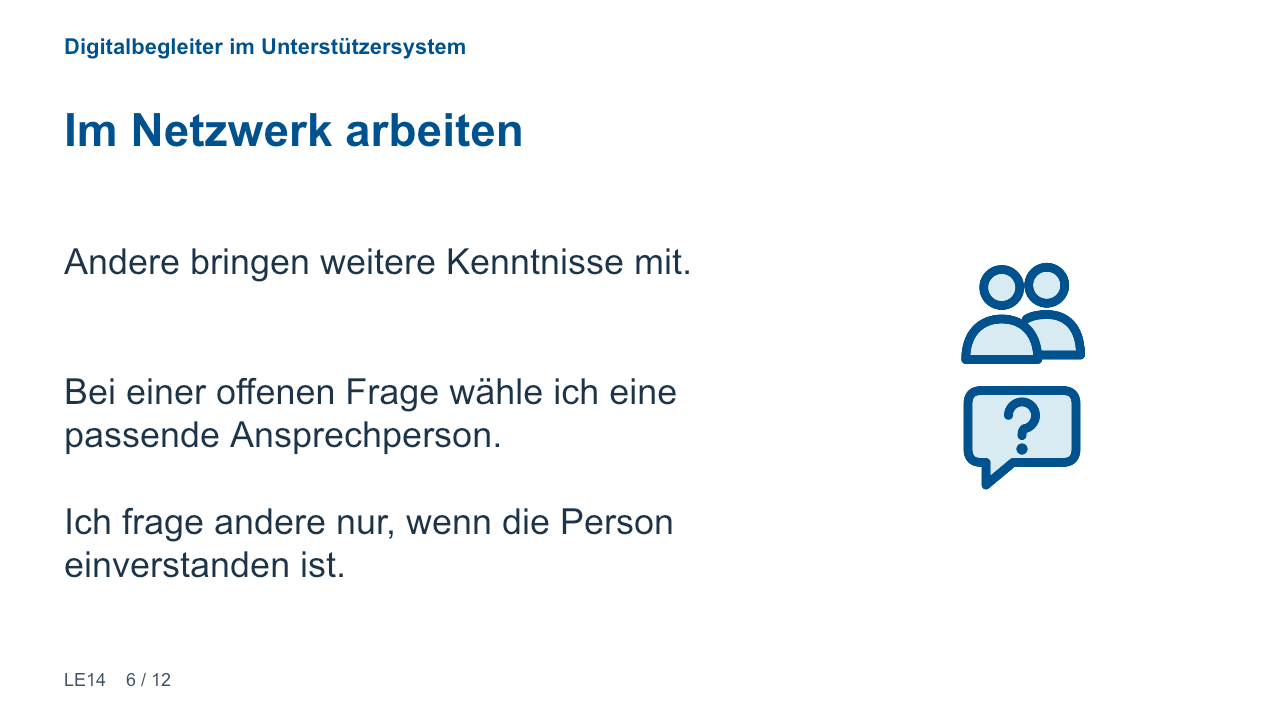 Digitalbegleiter im Unterstützersystem
Im Netzwerk arbeiten
Andere bringen weitere Kenntnisse mit.
Bei einer offenen Frage wähle ich eine
passende Ansprechperson.
Ich frage andere nur, wenn die Person
einverstanden ist.
?
LE14 6 / 12